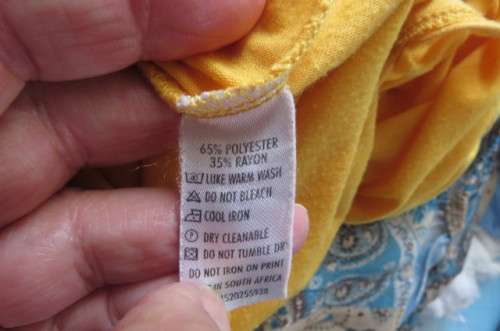 65% POLYESTER
35% RAYON
LUKE WARM WASH
DO NOT BLEACH
COOL IRON
P DRY CLEANABLE
DO NOT TUMBLE DR
DO NOT IRON ON PRINT
IN SOUTH AFRICA